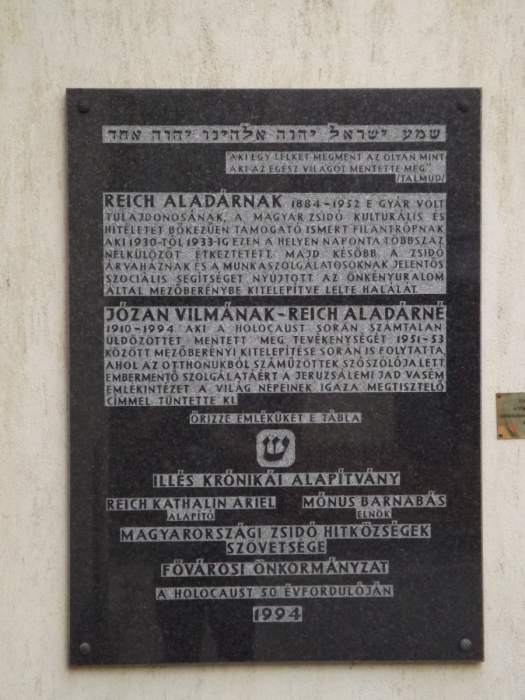 שמע ישראל יהוה אלהינו יהוה אחד
"AKI EGY LELKET MEGMENT AZ OLYAN MINT
AKI AZ EGÉSZ VILÁGOT MENTETTE MEG"
/TALMUD/
REICH ALADÁRNAK 1884-1952 E GYÁR VOLT
TULAJDONOSÁNAK, A MAGYAR ZSIDÓ KULTURÁLIS ÉS
HITÉLETET BŐKEZŰEN TÁMOGATÓ ISMERT FILANTRÓPNAK
AKI 1930-TÓL 1933-IG EZEN A HELYEN NAPONTA TÖBBSZÁZ
NÉLKÜLÖZŐT ÉTKEZTETETT. MAJD KÉSŐBB A ZSIDÓ
ÁRVAHÁZNAK ÉS A MUNKASZOLGÁLATOSOKNAK JELENTŐS
SZOCIÁLIS SEGÍTSÉGET NYÚJTOTT AZ ÖNKÉNYURALOM
ÁLTAL MEZŐBERÉNYBE KITELEPÍTVE LELTE HALÁLÁT.
JÓZAN VILMÁNAK-REICH ALADÁRNÉ
1910-1994 AKI A HOLOCAUST SORÁN SZÁMTALAN
ÜLDÖZÖTTET MENTETT MEG TEVÉKENYSÉGÉT 1951-53
KÖZÖTT MEZŐBERÉNYI KITELEPÍTÉSE SORÁN IS FOLYTATTA,
AHOL AZ OTTHONUKBÓL SZÁMŰZÖTTEK SZÓSZÓLÓJA LETT
EMBERMENTŐ SZOLGÁLATÁÉRT A JERUZSÁLEMI JAD VASÉM
EMLÉKINTÉZET A VILÁG NÉPEINEK IGAZA MEGTISZTELŐ
CÍMMEL TÜNTETTE KI.
ŐRIZZE EMLÉKÜKET E TÁBLA
ש
ILLÉS KRÓNIKÁI ALAPÍTVÁNY
REICH KATHALIN ARIEL MÓNUS BARNABÁS
ALAPÍTÓ ELNÖK
MAGYARORSZÁGI ZSIDÓ HITKÖZSÉGEK
SZÖVETSÉGE
FŐVÁROSI ÖNKORMÁNYZAT
A HOLOCAUST 50 ÉVFORDULÓJÁN
1994